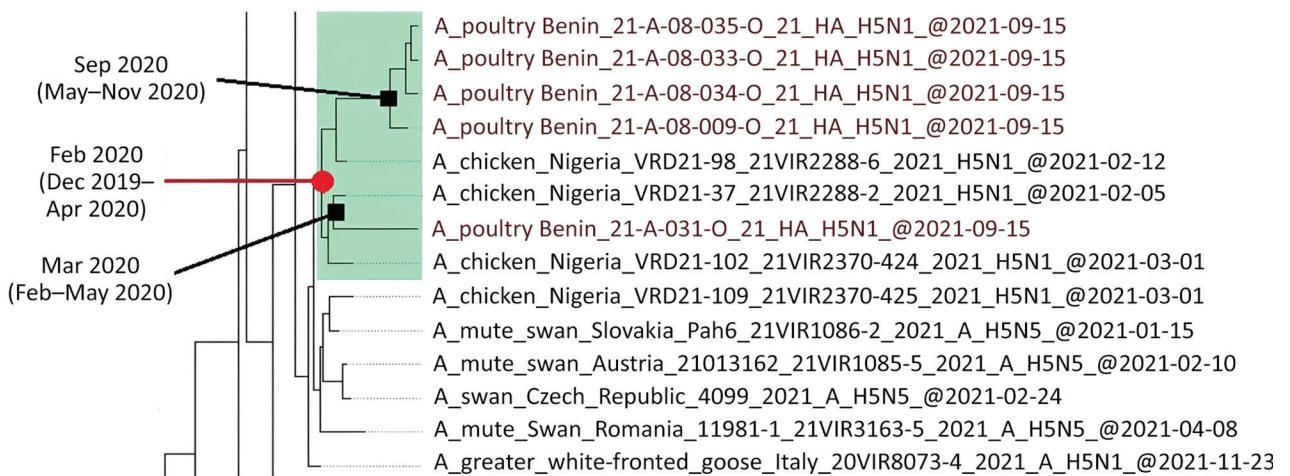 Sep 2020
(May–Nov 2020)
Feb 2020
(Dec 2019–
Apr 2020)
Mar 2020
(Feb–May 2020)
A_poultry Benin_21-A-08-035-O_21_HA_H5N1_@2021-09-15
A_poultry Benin_21-A-08-033-O_21_HA_H5N1_@2021-09-15
A_poultry Benin_21-A-08-034-O_21_HA_H5N1_@2021-09-15
A_poultry Benin_21-A-08-009-O_21_HA_H5N1_@2021-09-15
A_chicken_Nigeria_VRD21-98_21VIR2288-6_2021_H5N1_@2021-02-12
A_chicken_Nigeria_VRD21-37_21VIR2288-2_2021_H5N1_@2021-02-05
A_poultry Benin_21-A-031-O_21_HA_H5N1_@2021-09-15
A_chicken_Nigeria_VRD21-102_21VIR2370-424_2021_H5N1_@2021-03-01
A_chicken_Nigeria_VRD21-109_21VIR2370-425_2021_H5N1_@2021-03-01
A_mute_swan_Slovakia_Pah6_21VIR1086-2_2021_A_H5N5_@2021-01-15
A_mute_swan_Austria_21013162_21VIR1085-5_2021_A_H5N5_@2021-02-10
A_swan_Czech_Republic_4099_2021_A_H5N5_@2021-02-24
A_mute_Swan_Romania_11981-1_21VIR3163-5_2021_A_H5N5_@2021-04-08
A_greater_white-fronted_goose_Italy_20VIR8073-4_2021_A_H5N1_@2021-11-23